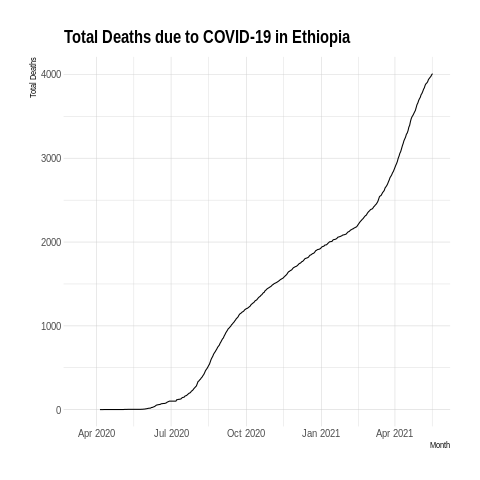 Total Deaths due to COVID-19 in Ethiopia
Total Deaths
4000
3000
2000
1000
0
Apr 2020 Jul 2020 Oct 2020 Jan 2021 Apr 2021
Month